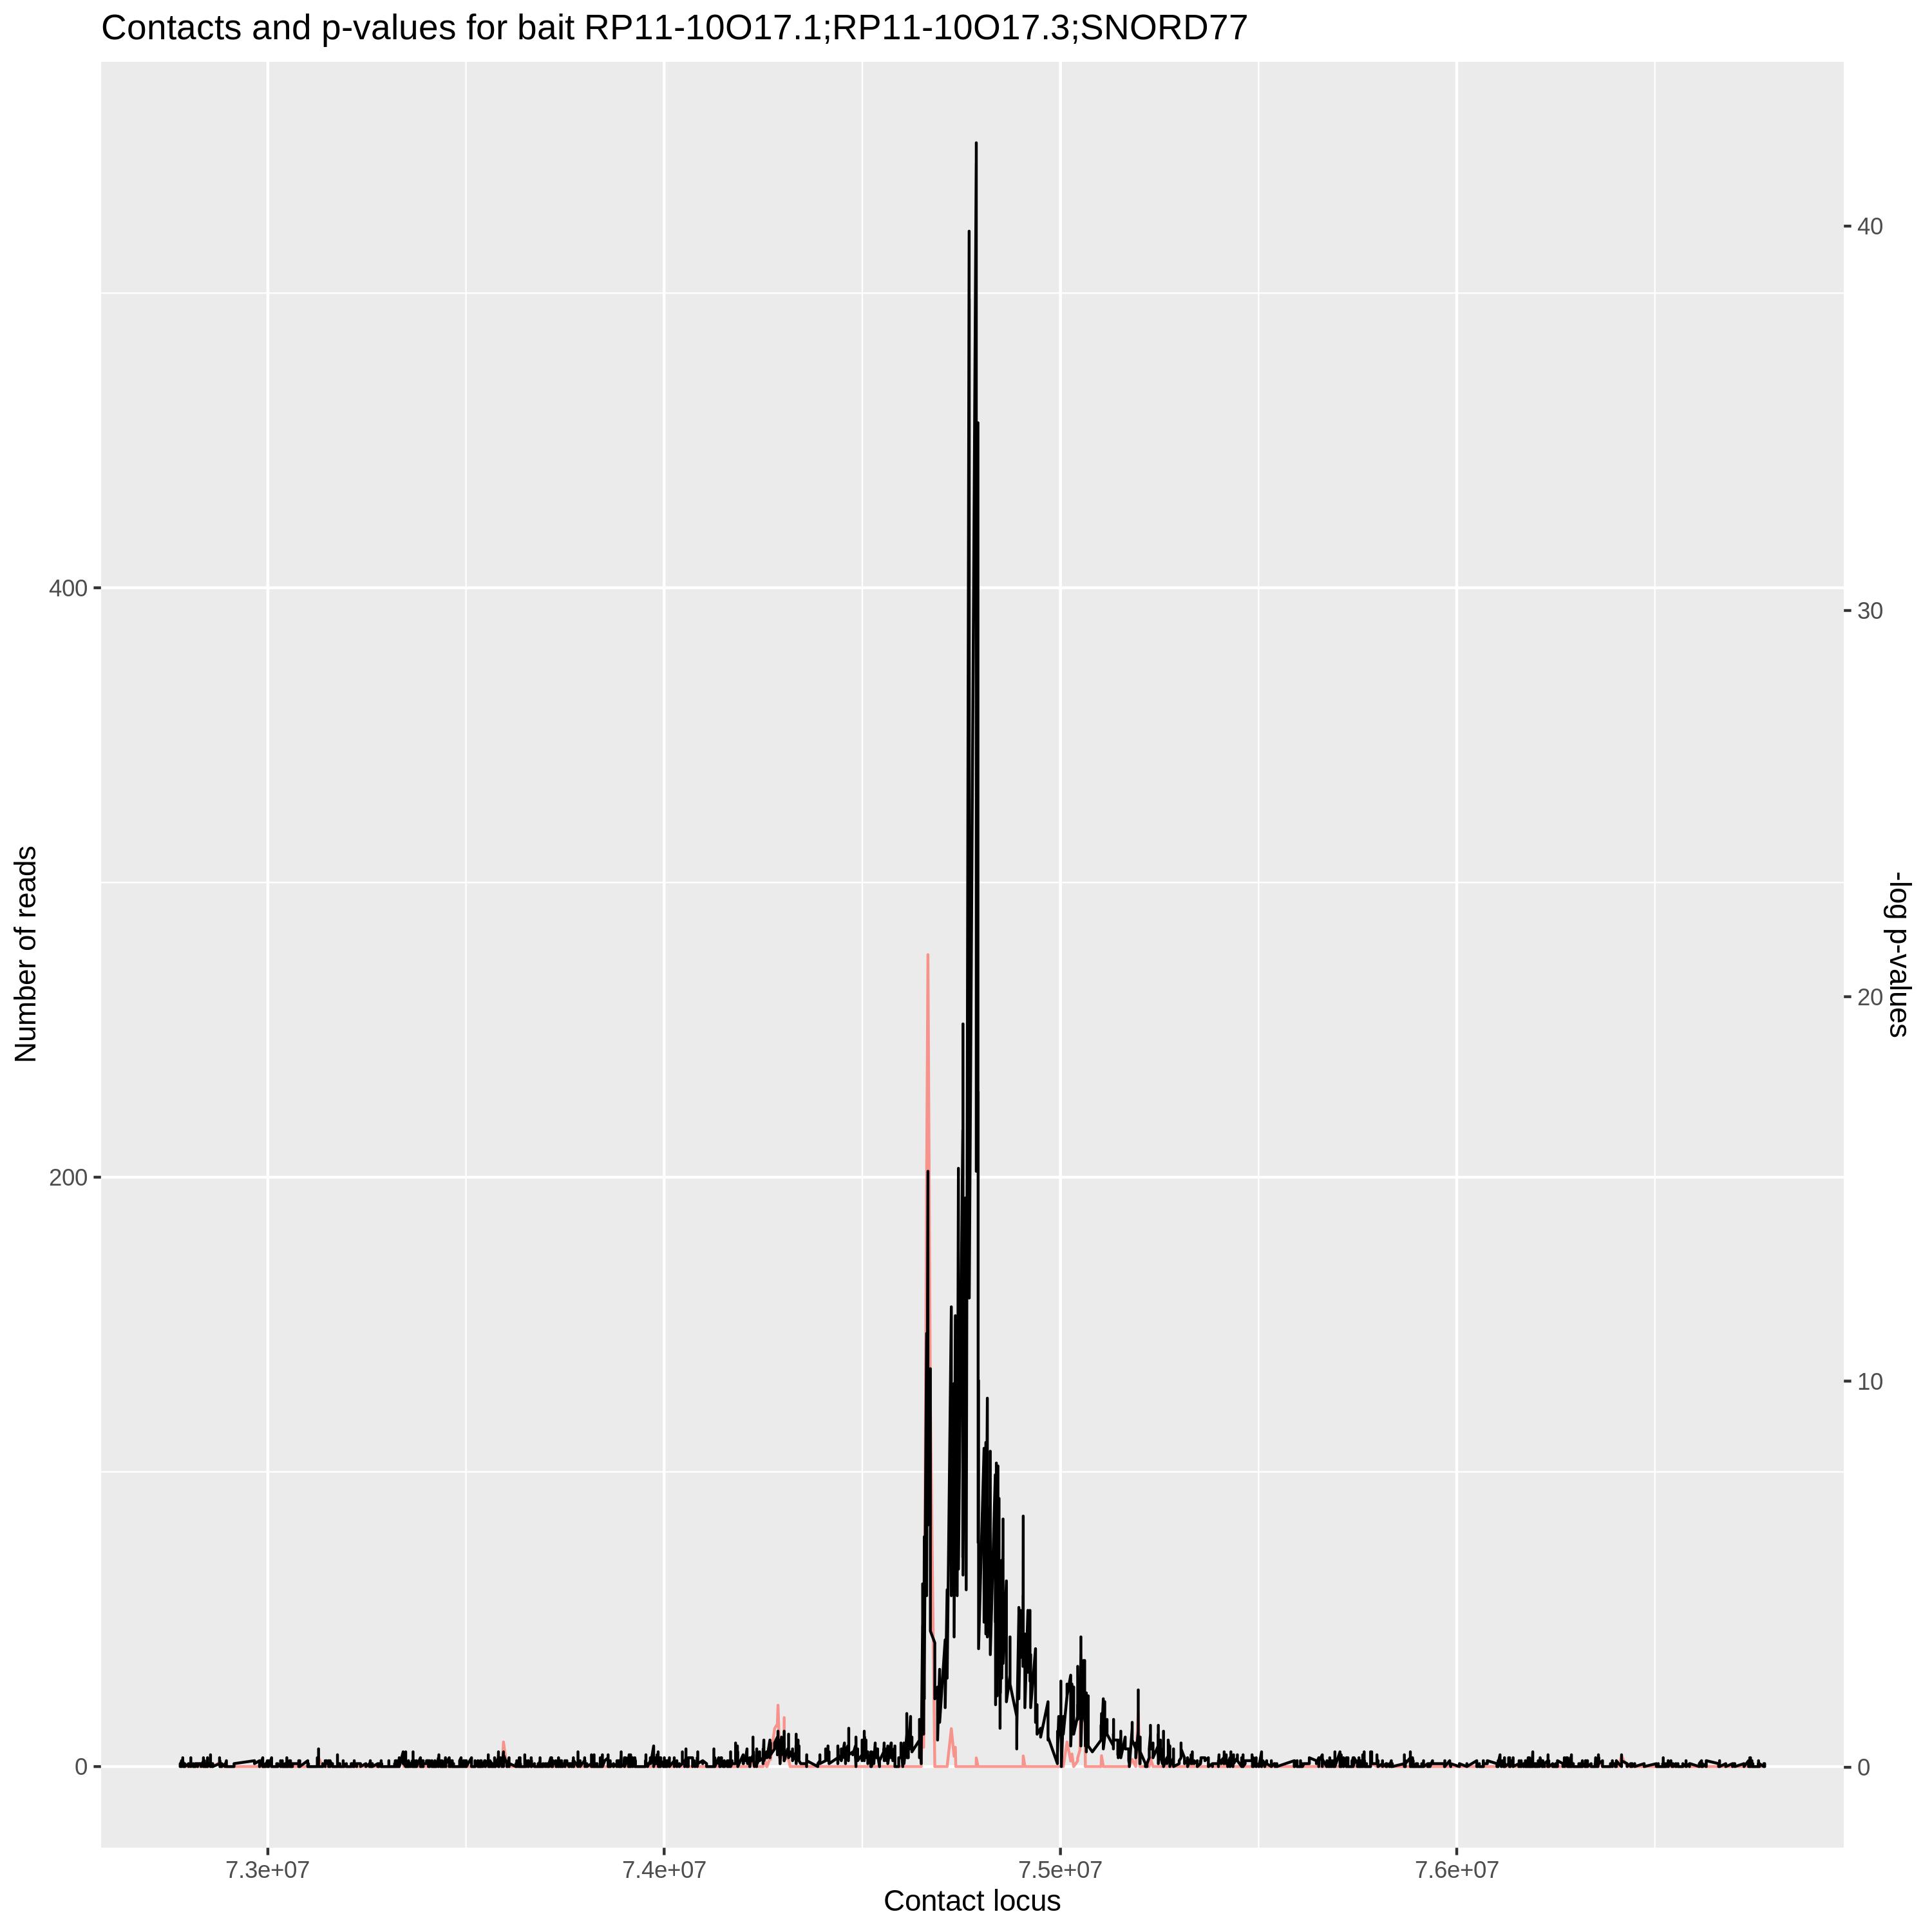 Contacts and p-values for bait RP11-10O17.1;RP11-10O17.3;SNORD77
Number of reads
400
200
0
40
30
20
10
0
-log p-values
7.3e+07 7.4e+07 7.5e+07 7.6e+07
Contact locus